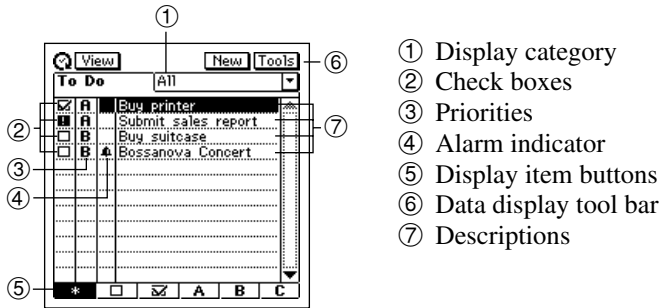 ①
View New Tools ⑥
To Do All
A Buy printer
A Submit sales report
② B Buy suitcase ⑦
B Bossanova Concert
③
④
⑤ * A B C
① Display category
② Check boxes
③ Priorities
④ Alarm indicator
⑤ Display item buttons
⑥ Data display tool bar
⑦ Descriptions